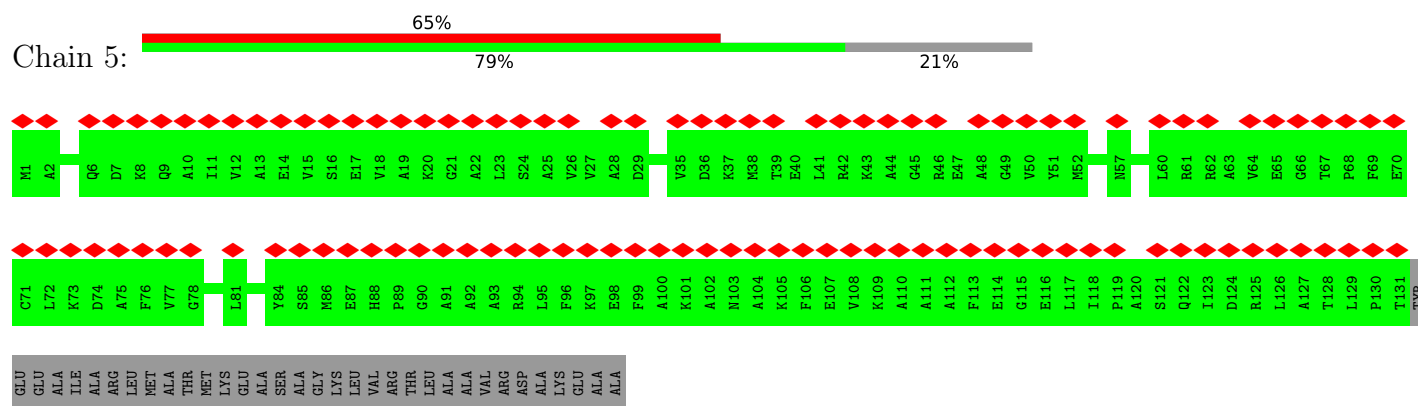 65%
Chain 5:
79% 21%
M1 A2 Q6 D7 K8 Q9 A10 I11 V12 A13 E14 V15 S16 E17 V18 A19 K20 G21 A22 L23 S24 A25 V26 V27 A28 D29 V35 D36 K37 M38 T39 E40 L41 R42 K43 A44 G45 R46 E47 A48 G49 V50 Y51 M52 N57 L60 R61 R62 A63 V64 E65 G66 T67 P68 F69 E70
C71 L72 K73 D74 A75 F76 V77 G78 L81 Y84 S85 M86 E87 H88 P89 G90 A91 A92 A93 R94 L95 F96 K97 E98 F99 A100 K101 A102 N103 A104 K105 F106 E107 V108 K109 A110 A111 A112 F113 E114 G115 E116 L117 I118 P119 A120 S121 Q122 I123 D124 R125 L126 A127 T128 L129 P130 T131 TYR
GLU GLU ALA ILE ALA ARG LEU MET ALA THR MET LYS GLU ALA SER ALA GLY LYS LEU VAL ARG THR LEU ALA ALA VAL ARG ASP ALA LYS GLU ALA ALA